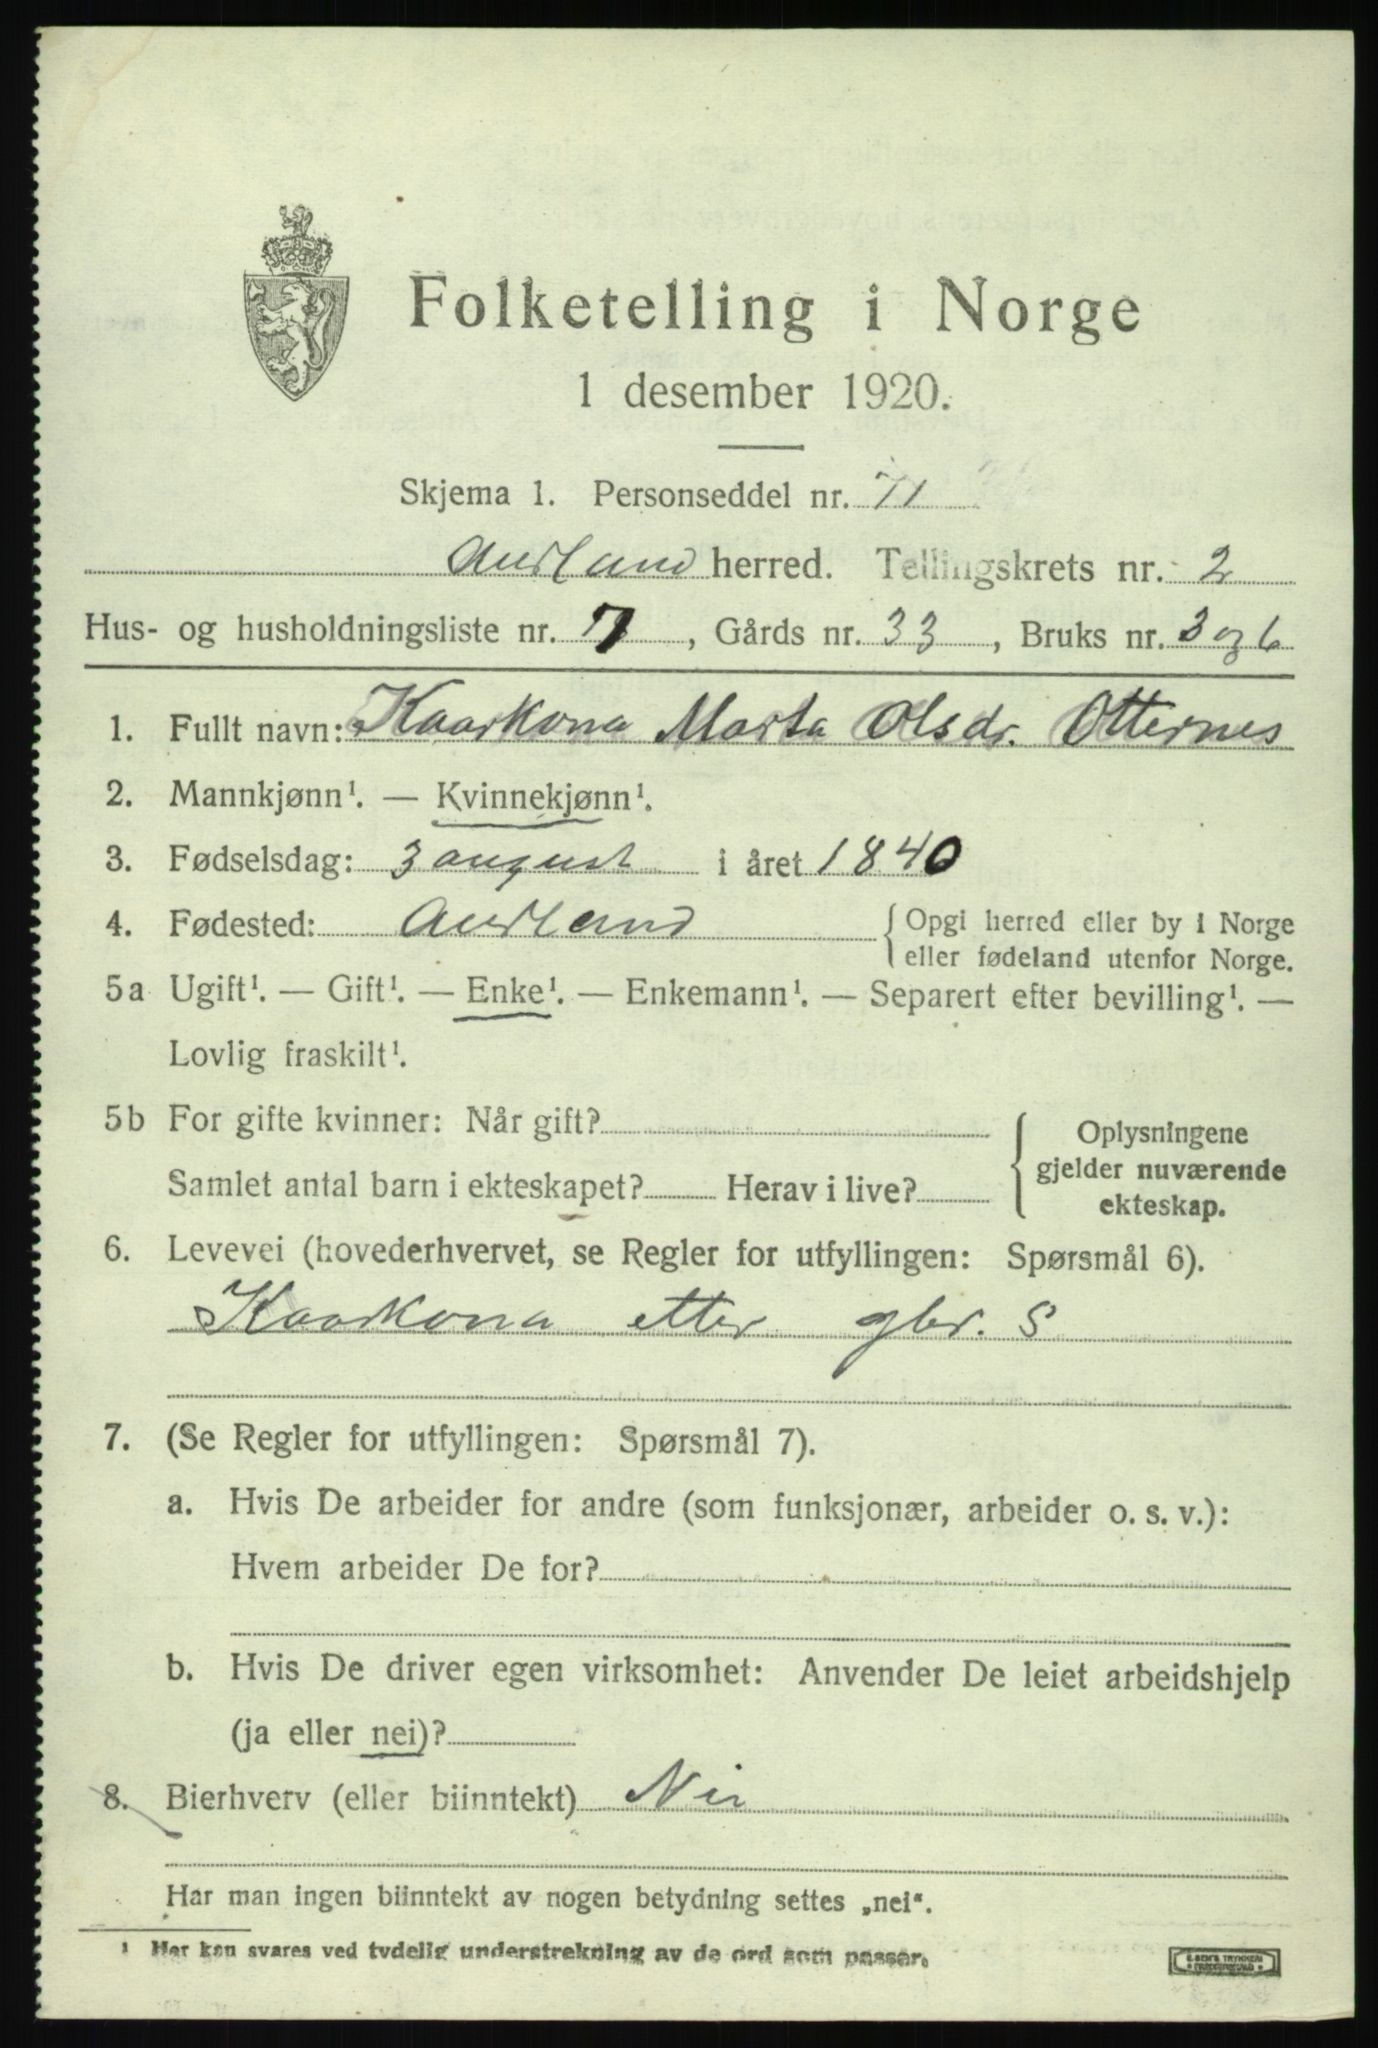 Folketelling i Norge
1 desember 1920.
Skjema 1. Personseddel nr. 71
Aurland herred. Tellingskrets nr. 2
Hus- og husholdningsliste nr. 7, Gårds nr. 33, Bruks nr. 3 og 6
1. Fullt navn: Kaarkona Marta Olsdr. Otternes
2. Mannkjønn¹. — Kvinnekjønn¹.
3. Fødselsdag: 3 august i året 1840
4. Fødested: Aurland { Opgi herred eller by i Norge
eller fødeland utenfor Norge.
5a Ugift¹. — Gift¹. — Enke¹. — Enkemann¹. — Separert efter bevilling¹. —
Lovlig fraskilt¹.
5b For gifte kvinner: Når gift?
Samlet antal barn i ekteskapet? Herav i live?
Oplysningene
gjelder nuværende
ekteskap.
6. Levevei (hovederhvervet, se Regler for utfyllingen: Spørsmål 6).
Kaarkona etter gbr. S
7. (Se Regler for utfyllingen: Spørsmål 7).
a. Hvis De arbeider for andre (som funksjonær, arbeider o. s. v.):
Hvem arbeider De for?
b. Hvis De driver egen virksomhet: Anvender De leiet arbeidshjelp
(ja eller nei)?
8. Bierhverv (eller biinntekt) Nei
Har man ingen biinntekt av nogen betydning settes „nei“.
¹ Her kan svares ved tydelig understrekning av de ord som passer.